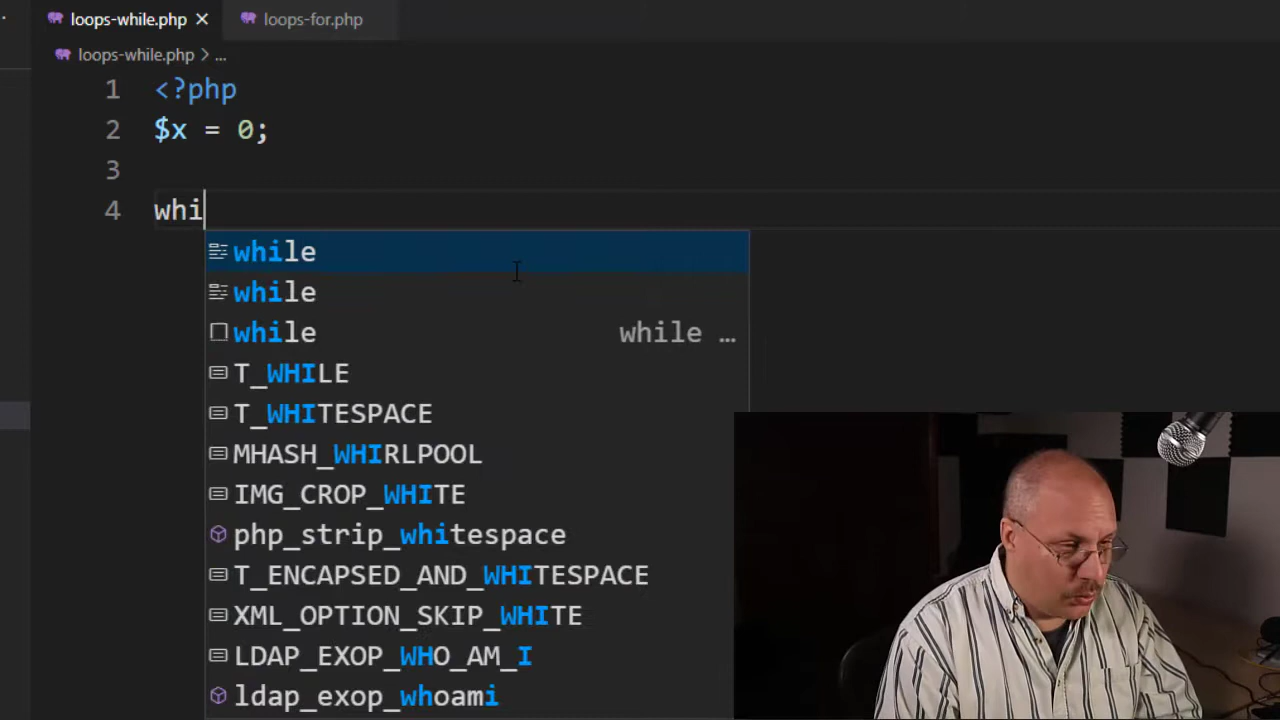 loops-while.php
loops-for.php
loops-while.php > ...
1 <?php
2 $x = 0;
3
4 whi
while
while
while while …
T_WHILE
T_WHITESPACE
MHASH_WHIRLPOOL
IMG_CROP_WHITE
php_strip_whitespace
T_ENCAPSED_AND_WHITESPACE
XML_OPTION_SKIP_WHITE
LDAP_EXOP_WHO_AM_I
ldap_exop_whoami